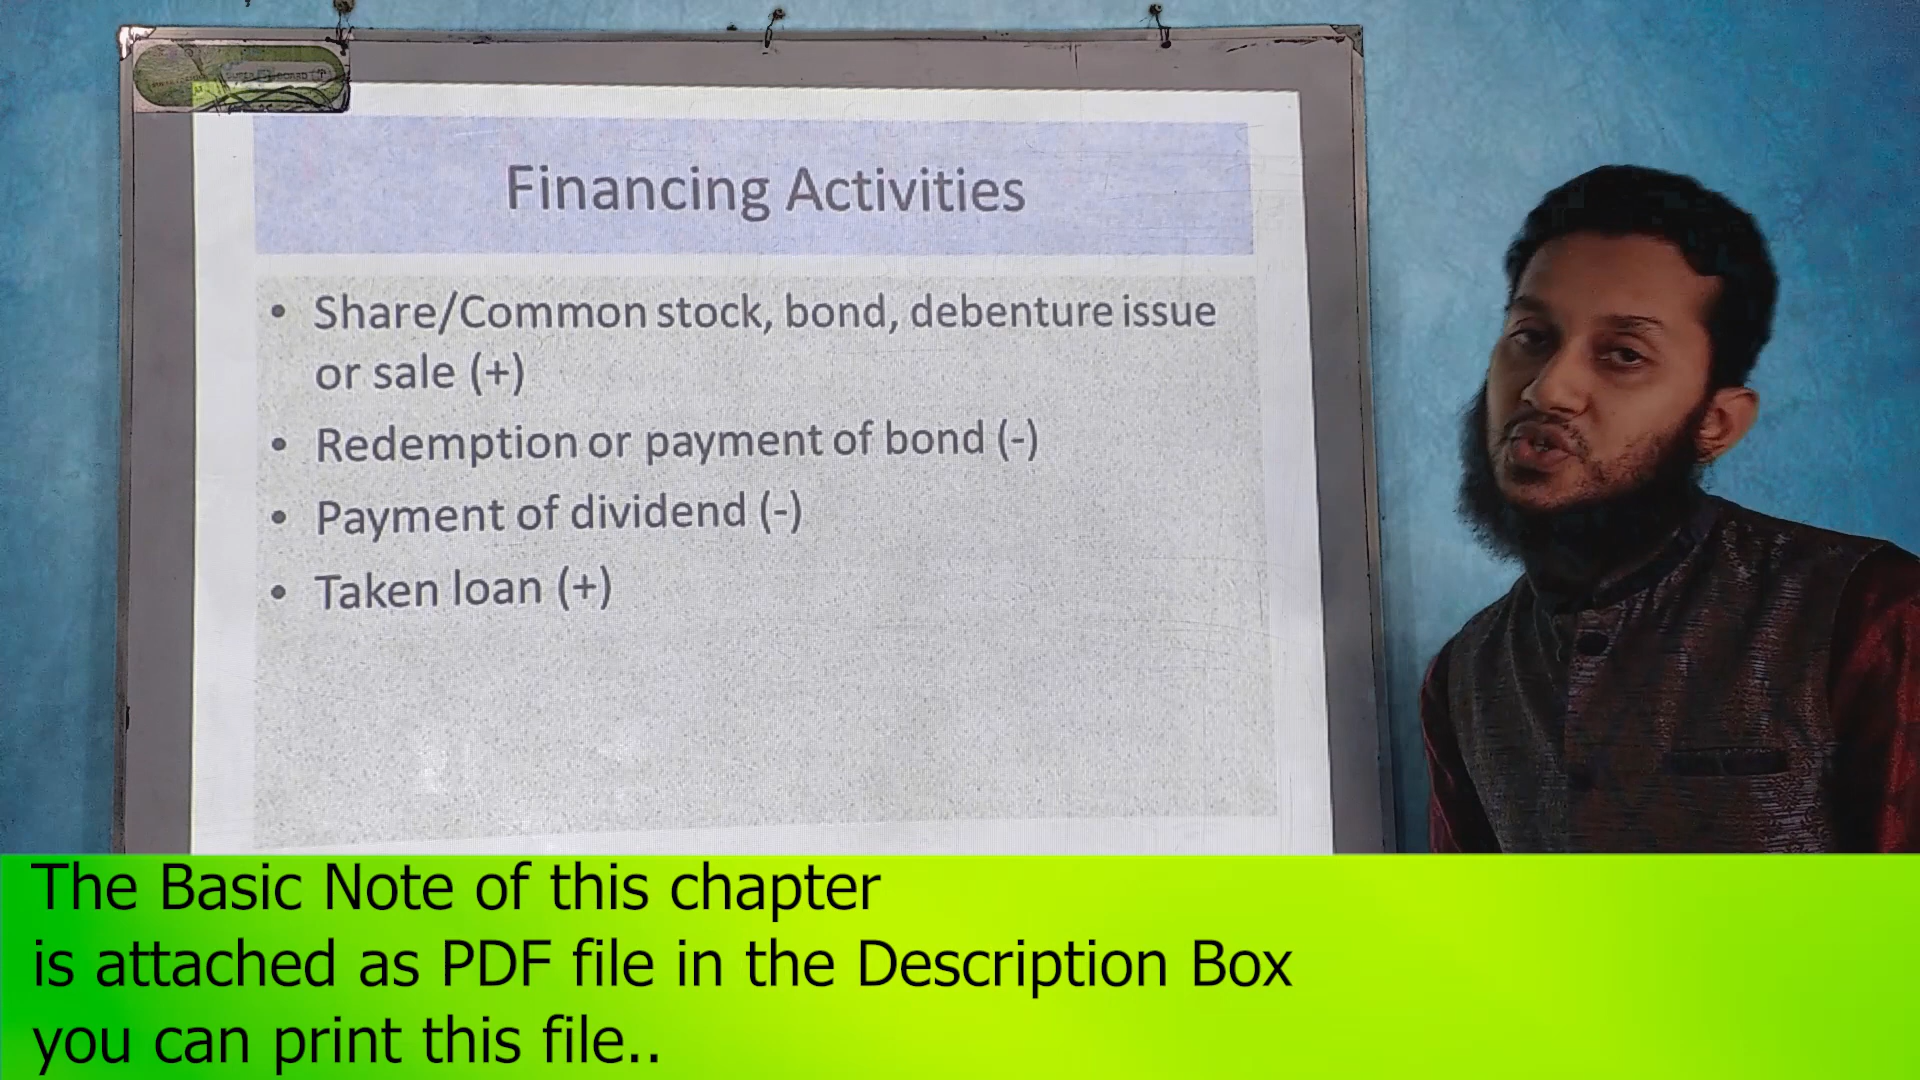 Financing Activities
• Share/Common stock, bond, debenture issue
or sale (+)
• Redemption or payment of bond (-)
• Payment of dividend (-)
• Taken loan (+)
The Basic Note of this chapter
is attached as PDF file in the Description Box
you can print this file..